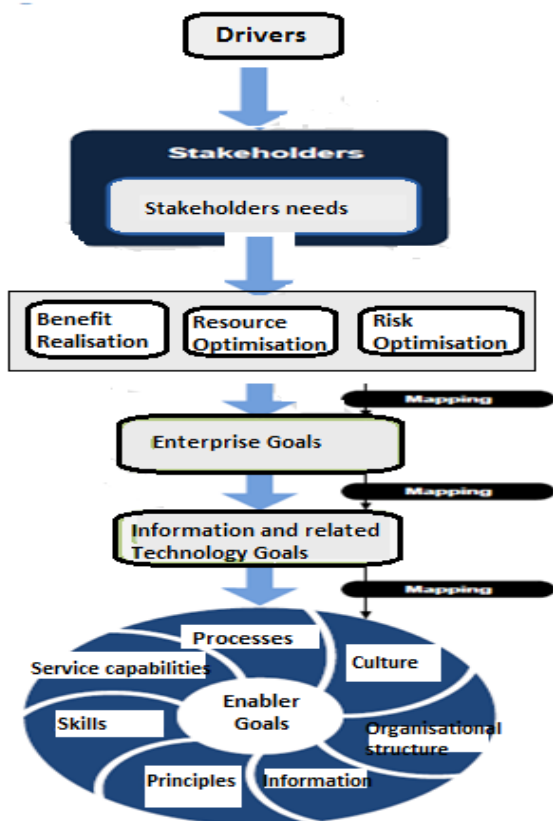 Drivers
Stakeholders
Stakeholders needs
Benefit
Realisation
Resource
Optimisation
Risk
Optimisation
Mapping
Enterprise Goals
Mapping
Information and related
Technology Goals
Mapping
Processes
Culture
Service capabilities
Enabler
Goals
Skills
Organisational
structure
Principles
Information